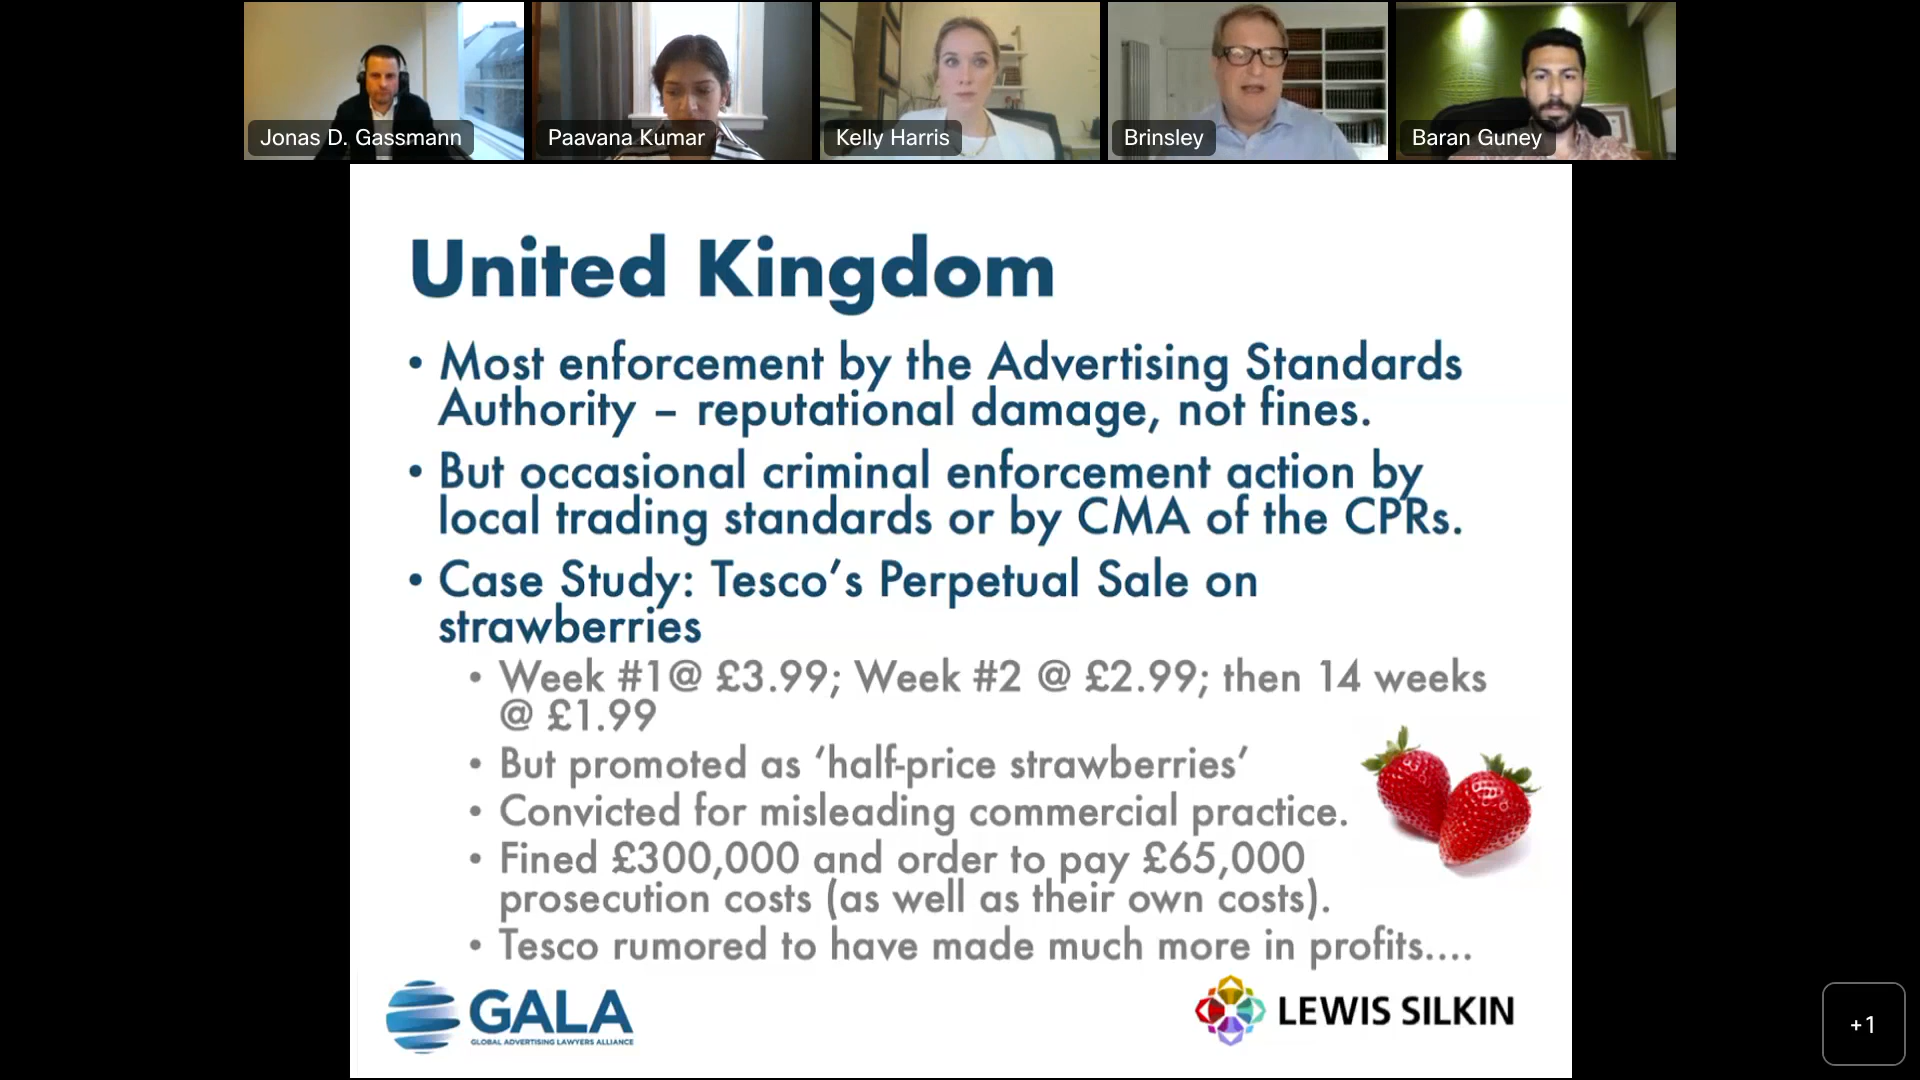 Jonas D. Gassmann
Paavana Kumar
Kelly Harris
Brinsley
Baran Guney
United Kingdom
• Most enforcement by the Advertising Standards
Authority – reputational damage, not fines.
• But occasional criminal enforcement action by
local trading standards or by CMA of the CPRs.
• Case Study: Tesco’s Perpetual Sale on
strawberries
• Week #1@ £3.99; Week #2 @ £2.99; then 14 weeks
@ £1.99
• But promoted as ‘half-price strawberries’
• Convicted for misleading commercial practice.
• Fined £300,000 and order to pay £65,000
prosecution costs (as well as their own costs).
• Tesco rumored to have made much more in profits....
GALA
GLOBAL ADVERTISING LAWYERS ALLIANCE
LEWIS SILKIN
+1